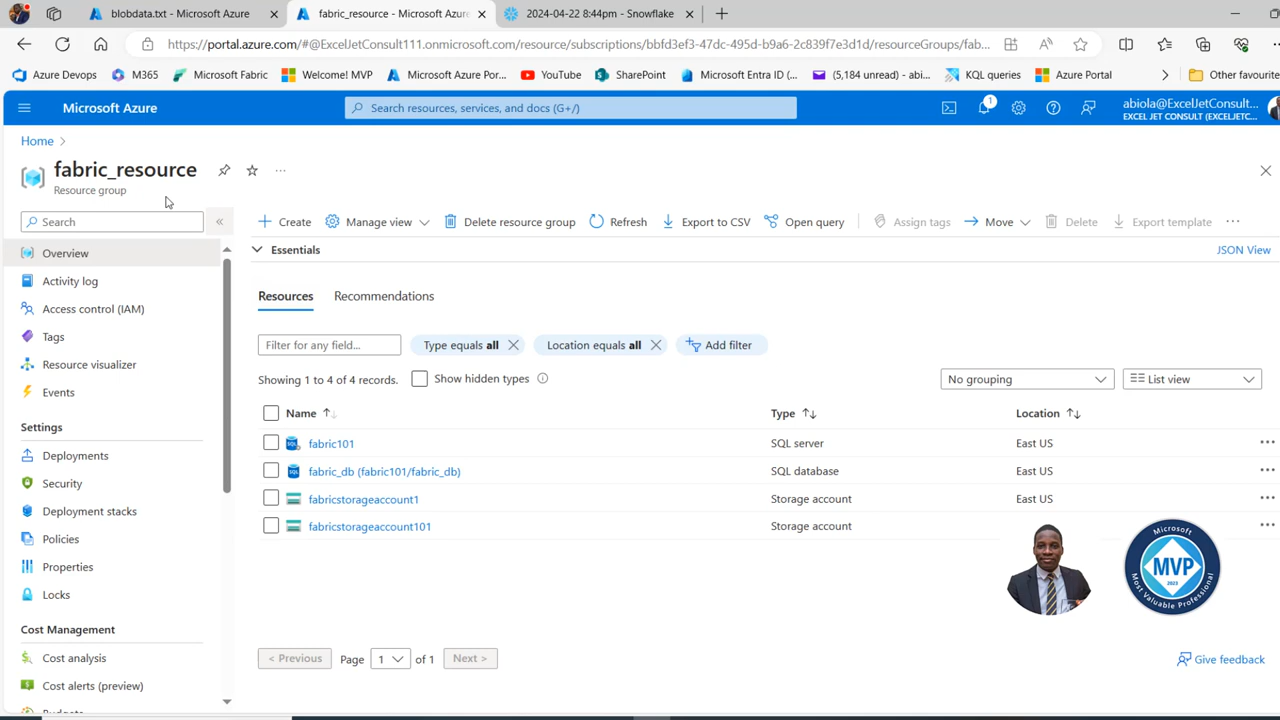 blobdata.txt - Microsoft Azure
fabric_resource - Microsoft Azure
2024-04-22 8:44pm - Snowflake
https://portal.azure.com/#@ExcelJetConsult111.onmicrosoft.com/resource/subscriptions/bbfd3ef3-47dc-495d-b9a6-2c839f7e3d1d/resourceGroups/fab...
Azure Devops
M365
Microsoft Fabric
Welcome! MVP
Microsoft Azure Por...
YouTube
SharePoint
Microsoft Entra ID (...
(5,184 unread) - abi...
KQL queries
Azure Portal
Other favourite
Microsoft Azure
Search resources, services, and docs (G+/)
1
abiola@ExcelJetConsult...
EXCEL JET CONSULT (EXCELJETC...
Home
fabric_resource
Resource group
Search
Create
Manage view
Delete resource group
Refresh
Export to CSV
Open query
Assign tags
Move
Delete
Export template
Overview
Activity log
Access control (IAM)
Tags
Resource visualizer
Events
Settings
Deployments
Security
Deployment stacks
Policies
Properties
Locks
Cost Management
Cost analysis
Cost alerts (preview)
Essentials
JSON View
Resources
Recommendations
Filter for any field...
Type equals all
Location equals all
Add filter
Showing 1 to 4 of 4 records.
Show hidden types
No grouping
List view
Name
Type
Location
fabric101
SQL server
East US
fabric_db (fabric101/fabric_db)
SQL database
East US
fabricstorageaccount1
Storage account
East US
fabricstorageaccount101
Storage account
Microsoft
MVP
2023
Most Valuable Professional
< Previous
Page
1
of 1
Next >
Give feedback